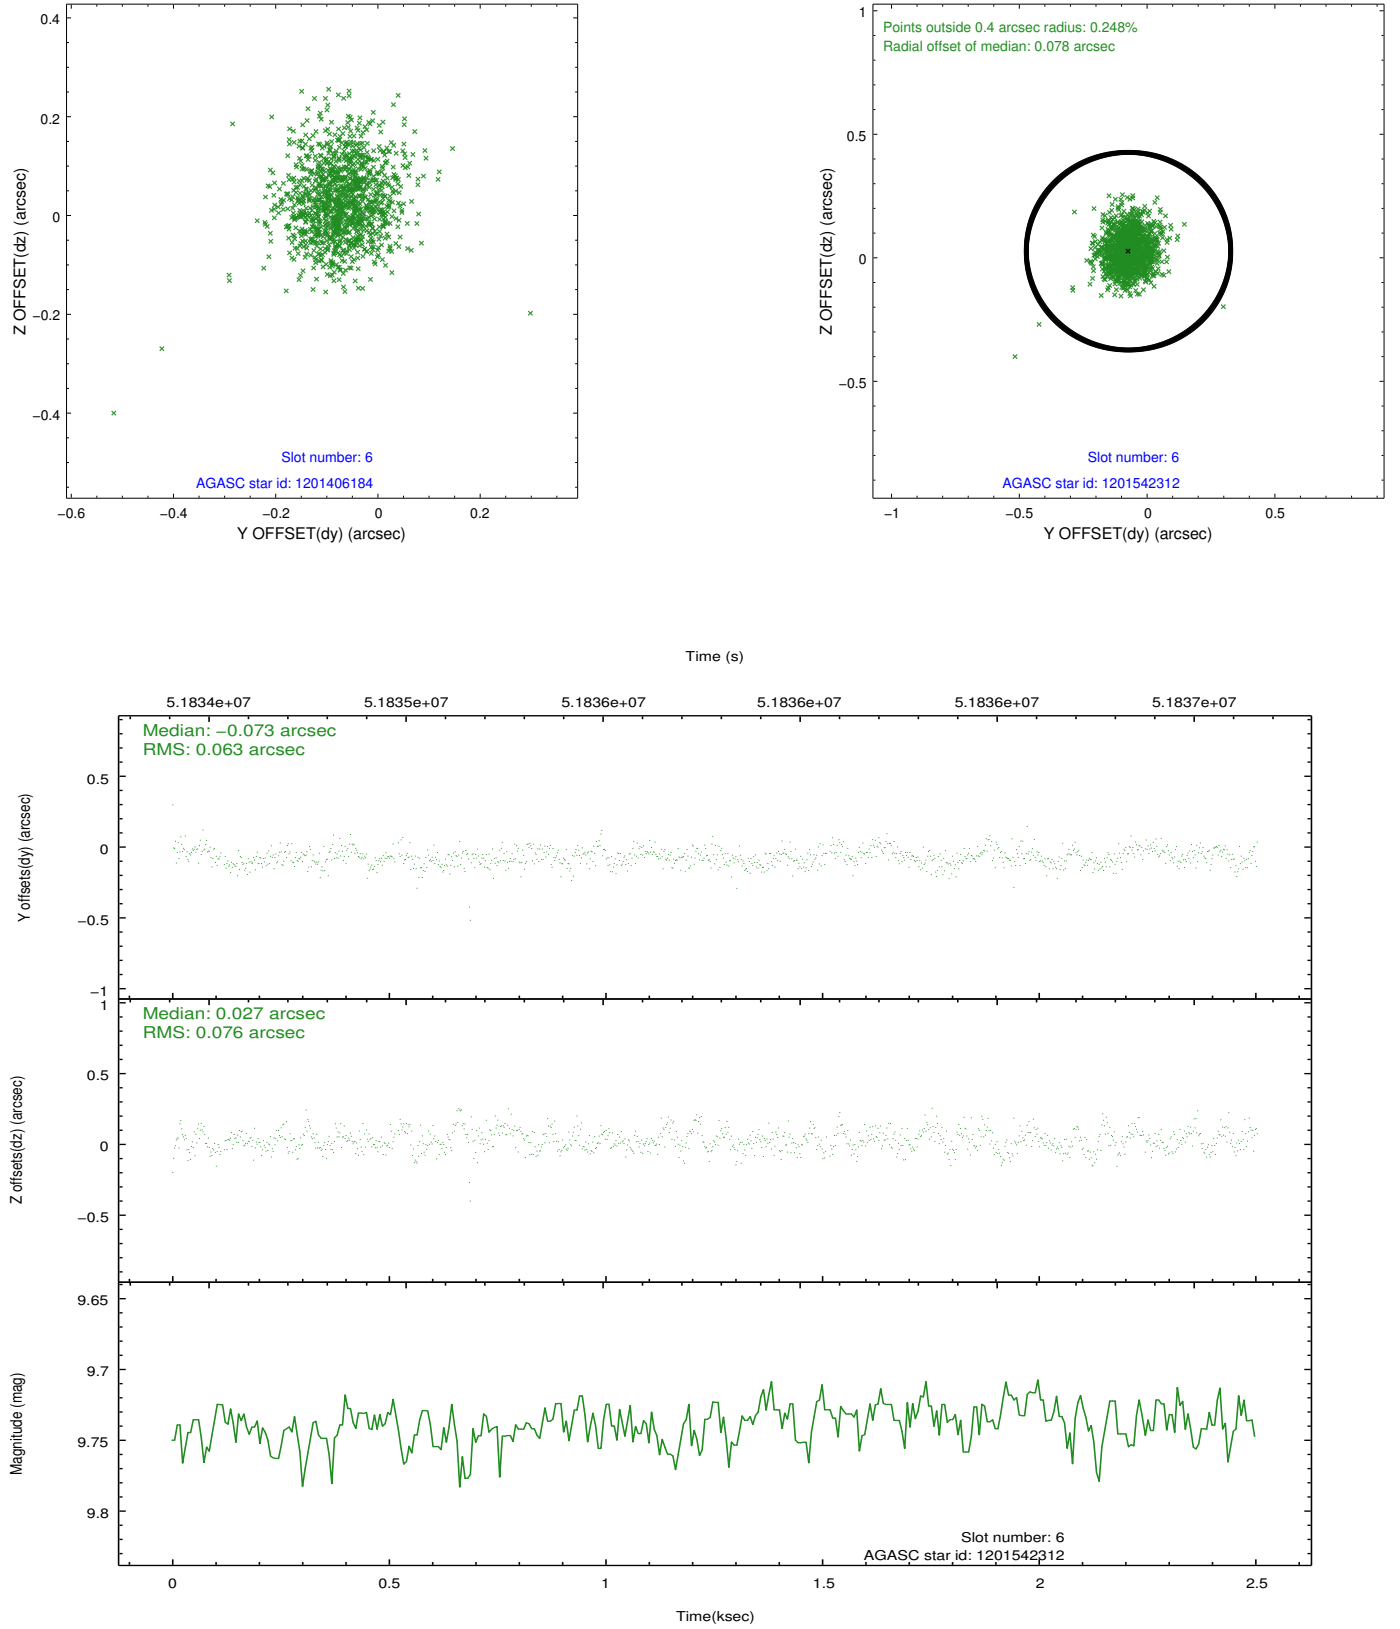 0.4
0.2
0
−0.2
−0.4
Z OFFSET(dz) (arcsec)
Slot number: 6
AGASC star id: 1201406184
−0.6
−0.4
−0.2
0
0.2
Y OFFSET(dy) (arcsec)
1
0.5
0
−0.5
Z OFFSET(dz) (arcsec)
Points outside 0.4 arcsec radius: 0.248%
Radial offset of median: 0.078 arcsec
Slot number: 6
AGASC star id: 1201542312
−1
−0.5
0
0.5
Y OFFSET(dy) (arcsec)
Time (s)
5.1834e+07
5.1835e+07
5.1836e+07
5.1836e+07
5.1836e+07
5.1837e+07
Median: −0.073 arcsec
RMS: 0.063 arcsec
0.5
0
−0.5
−1
Y offsets(dy) (arcsec)
Median: 0.027 arcsec
RMS: 0.076 arcsec
1
0.5
0
−0.5
Z offsets(dz) (arcsec)
9.65
9.7
9.75
9.8
Magnitude (mag)
Slot number: 6
AGASC star id: 1201542312
0
0.5
1
1.5
2
2.5
Time(ksec)